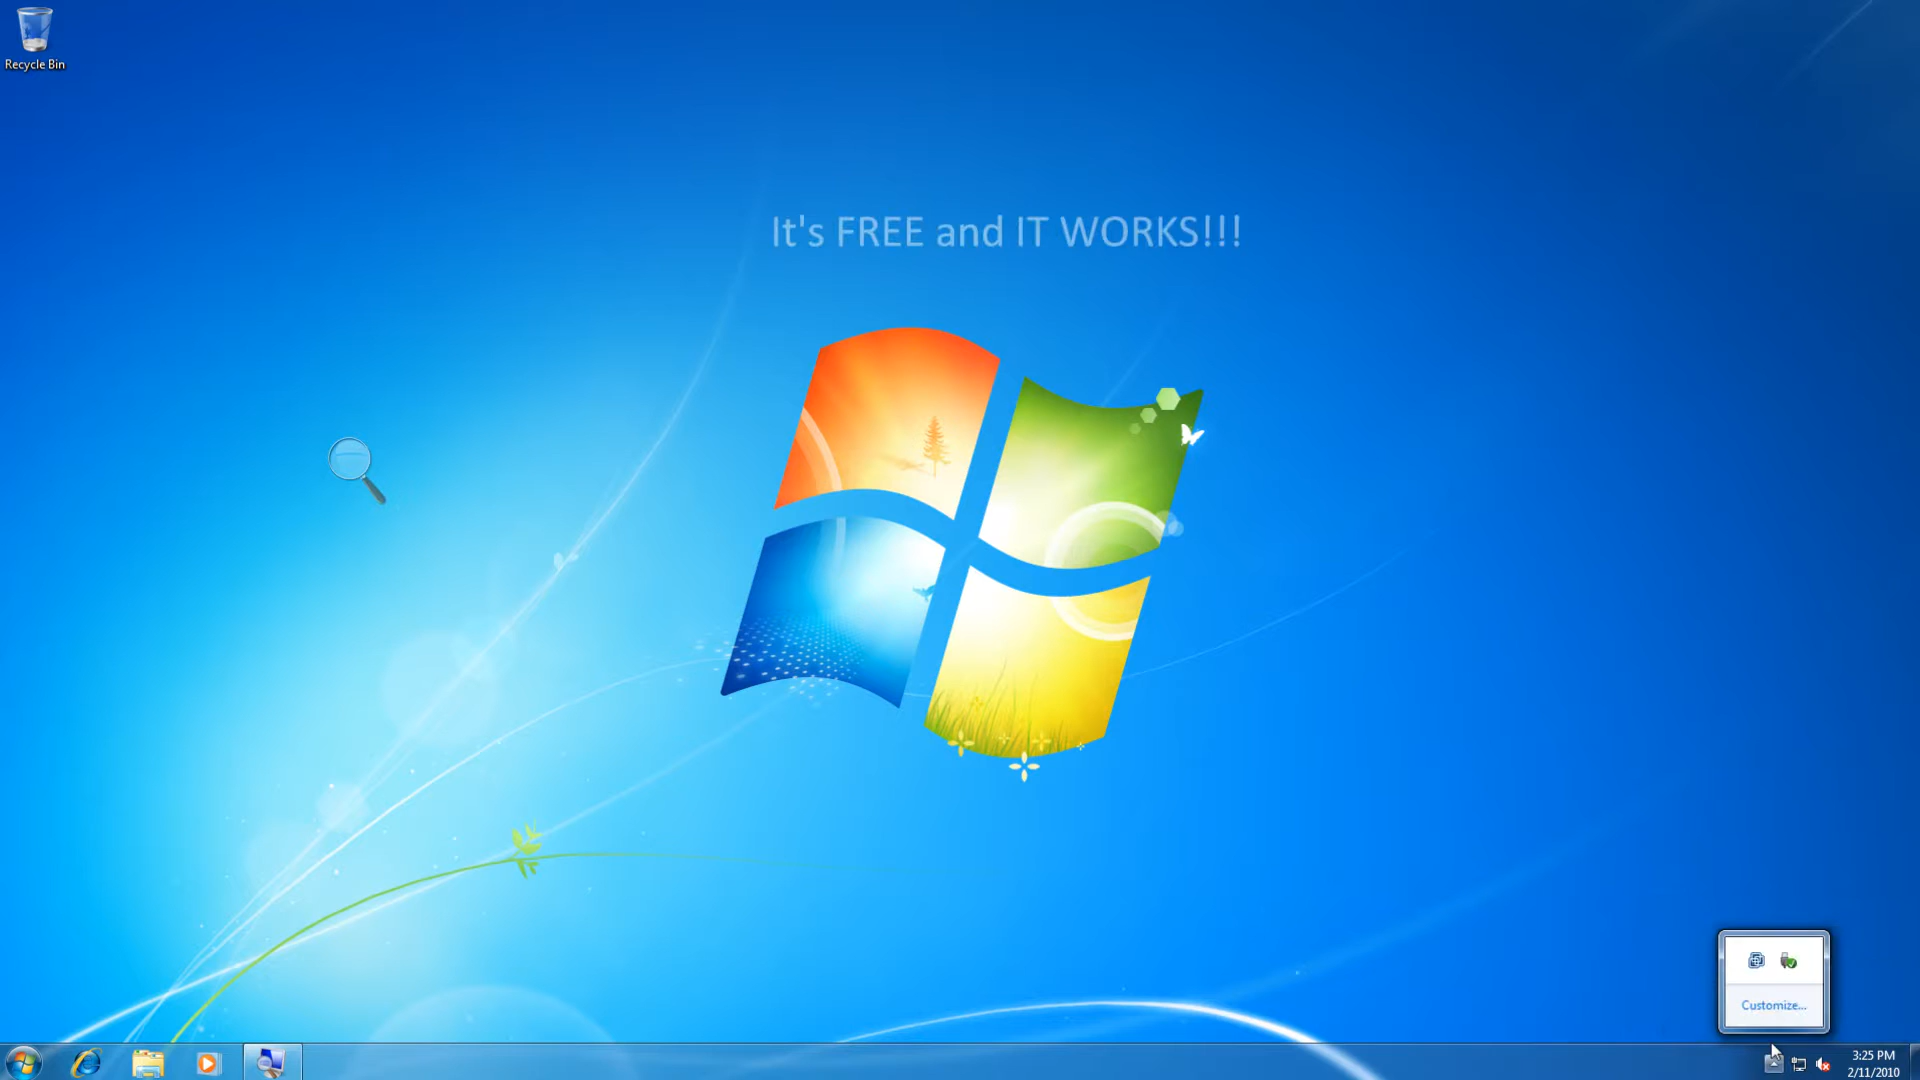 Recycle Bin
It's FREE and IT WORKS!!!
Customize...
3:25 PM
2/11/2010